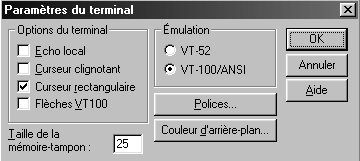 Paramètres du terminal
Options du terminal
Echo local
Curseur clignotant
Curseur rectangulaire
Flèches VT100
Taille de la
mémoire-tampon :
25
Émulation
VT-52
VT-100/ANSI
Polices...
Couleur d'arrière-plan...
OK
Annuler
Aide